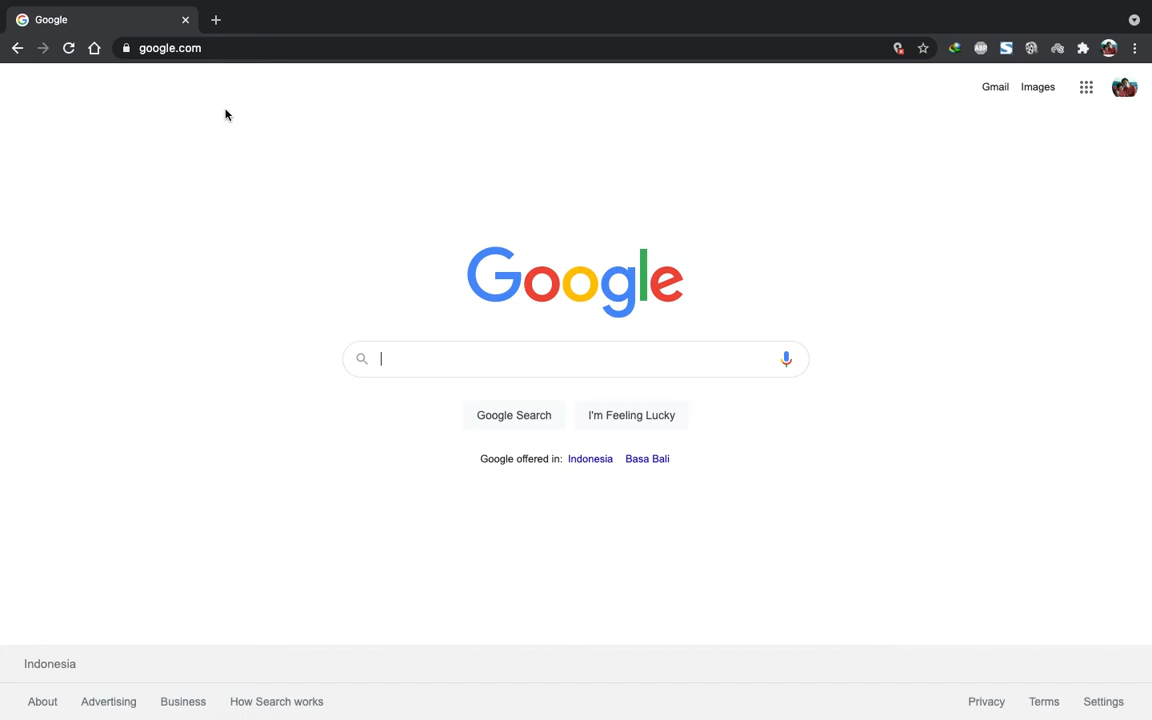 Google
google.com
Gmail Images
Google
Google Search I'm Feeling Lucky
Google offered in: Indonesia Basa Bali
Indonesia
About Advertising Business How Search works Privacy Terms Settings